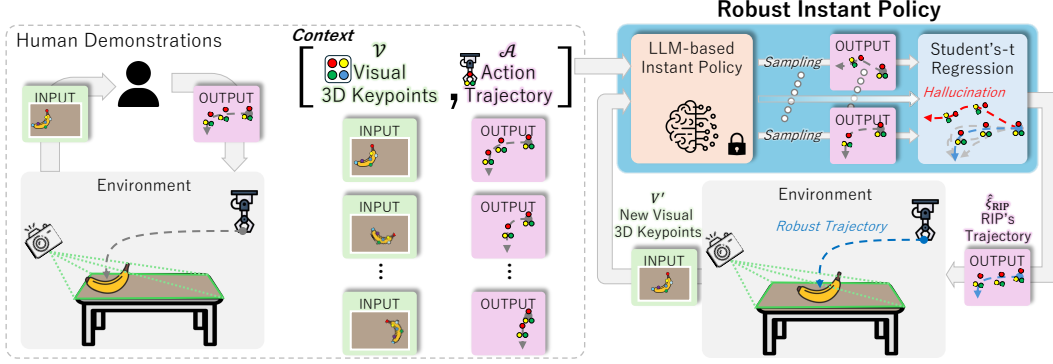 Robust Instant Policy
Human Demonstrations
INPUT
OUTPUT
Environment
Context
𝒱
Visual
3D Keypoints
,
𝒜
Action
Trajectory
INPUT
OUTPUT
INPUT
OUTPUT
INPUT
OUTPUT
LLM-based
Instant Policy
Sampling
Sampling
OUTPUT
OUTPUT
Student's-t
Regression
Hallucination
V′
New Visual
3D Keypoints
INPUT
Environment
Robust Trajectory
ξ̂RIP
RIP's
Trajectory
OUTPUT